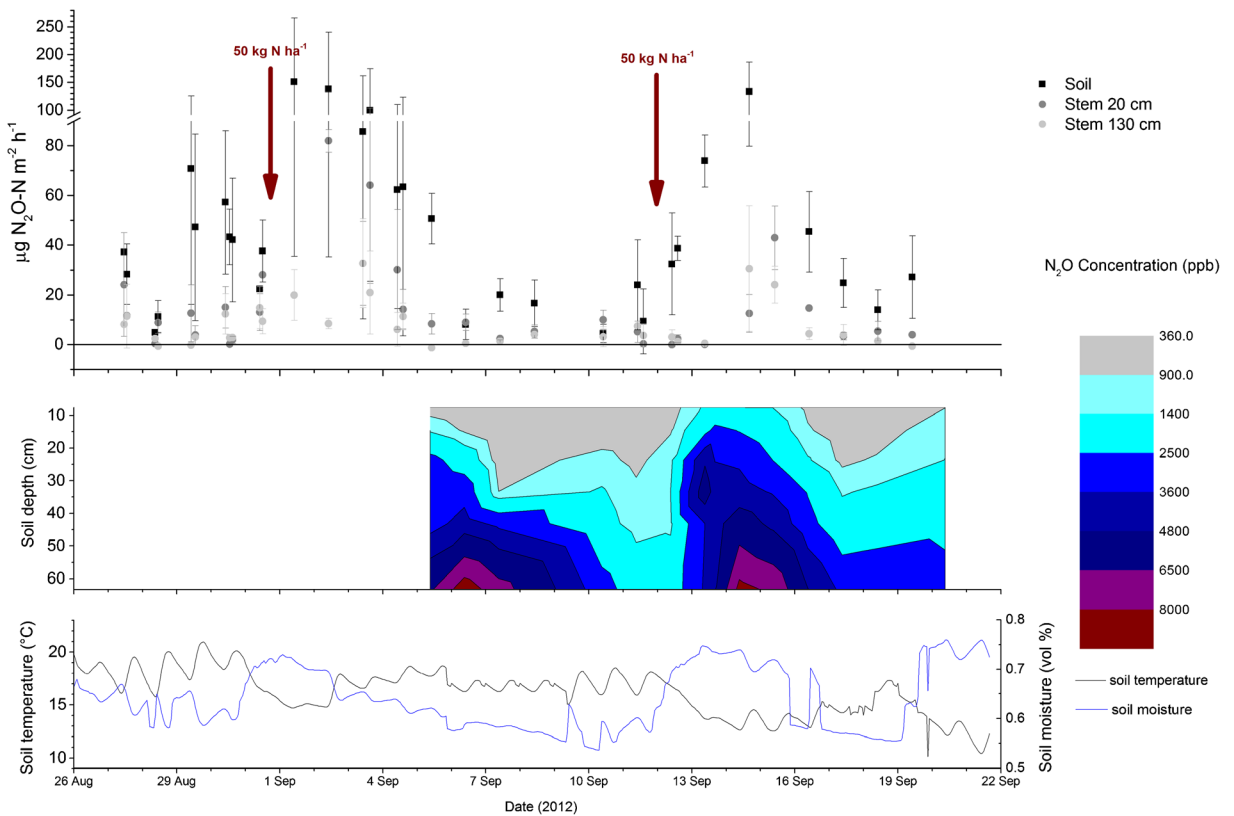 250
200
150
100
80
60
40
20
0
µg N₂O-N m⁻² h⁻¹
50 kg N ha⁻¹
50 kg N ha⁻¹
Soil
Stem 20 cm
Stem 130 cm
10
20
30
40
50
60
Soil depth (cm)
N₂O Concentration (ppb)
360.0
900.0
1400
2500
3600
4800
6500
8000
20
15
10
Soil temperature (°C)
0.8
0.7
0.6
0.5
Soil moisture (vol %)
soil temperature
soil moisture
26 Aug
29 Aug
1 Sep
4 Sep
7 Sep
10 Sep
13 Sep
16 Sep
19 Sep
22 Sep
Date (2012)